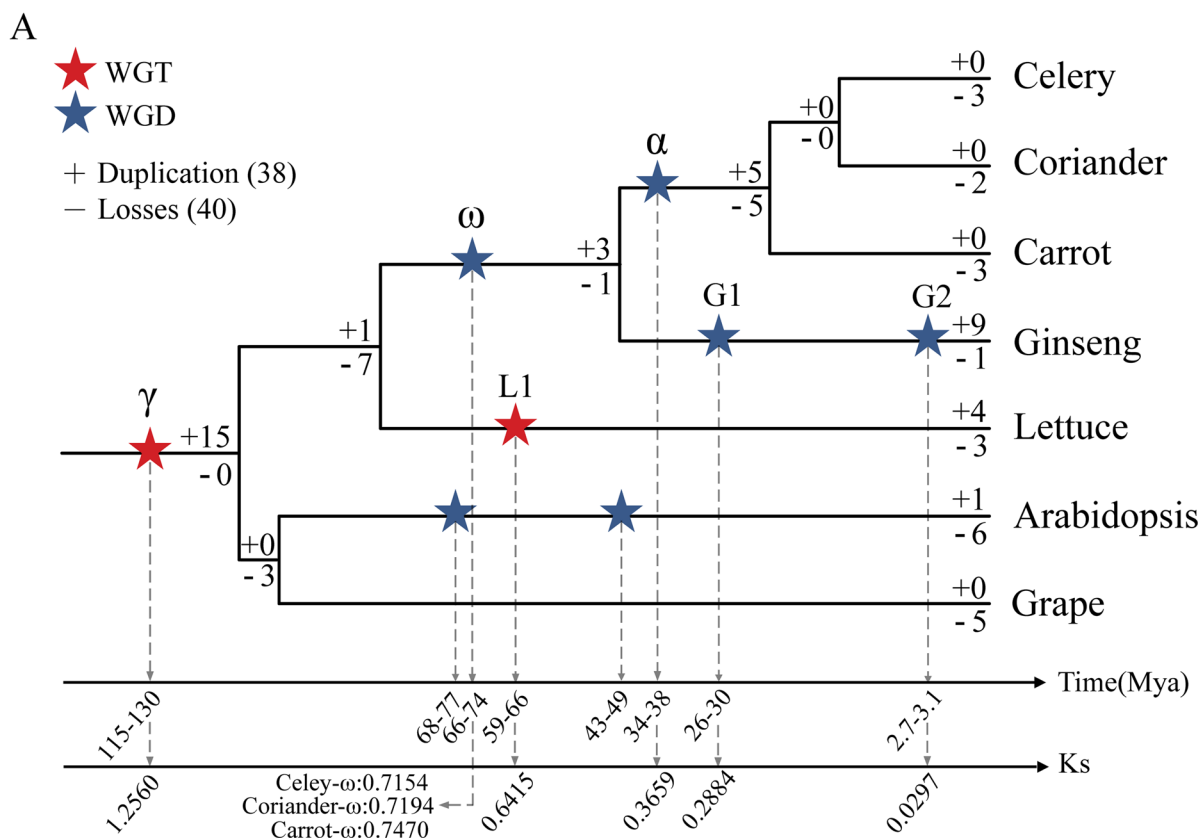 A
WGT
WGD
+ Duplication (38)
— Losses (40)
+0
-3
Celery
+0
-0
+0
-2
Coriander
α
+5
-5
+0
-3
Carrot
ω
+3
-1
G1
G2
+9
-1
Ginseng
+1
-7
L1
+4
-3
Lettuce
γ
+15
-0
+1
-6
Arabidopsis
+0
-3
+0
-5
Grape
Time(Mya)
115-130
68-77
66-74
59-66
43-49
34-38
26-30
2.7-3.1
Ks
1.2560
Celey-ω:0.7154
Coriander-ω:0.7194
Carrot-ω:0.7470
0.6415
0.3659
0.2884
0.0297